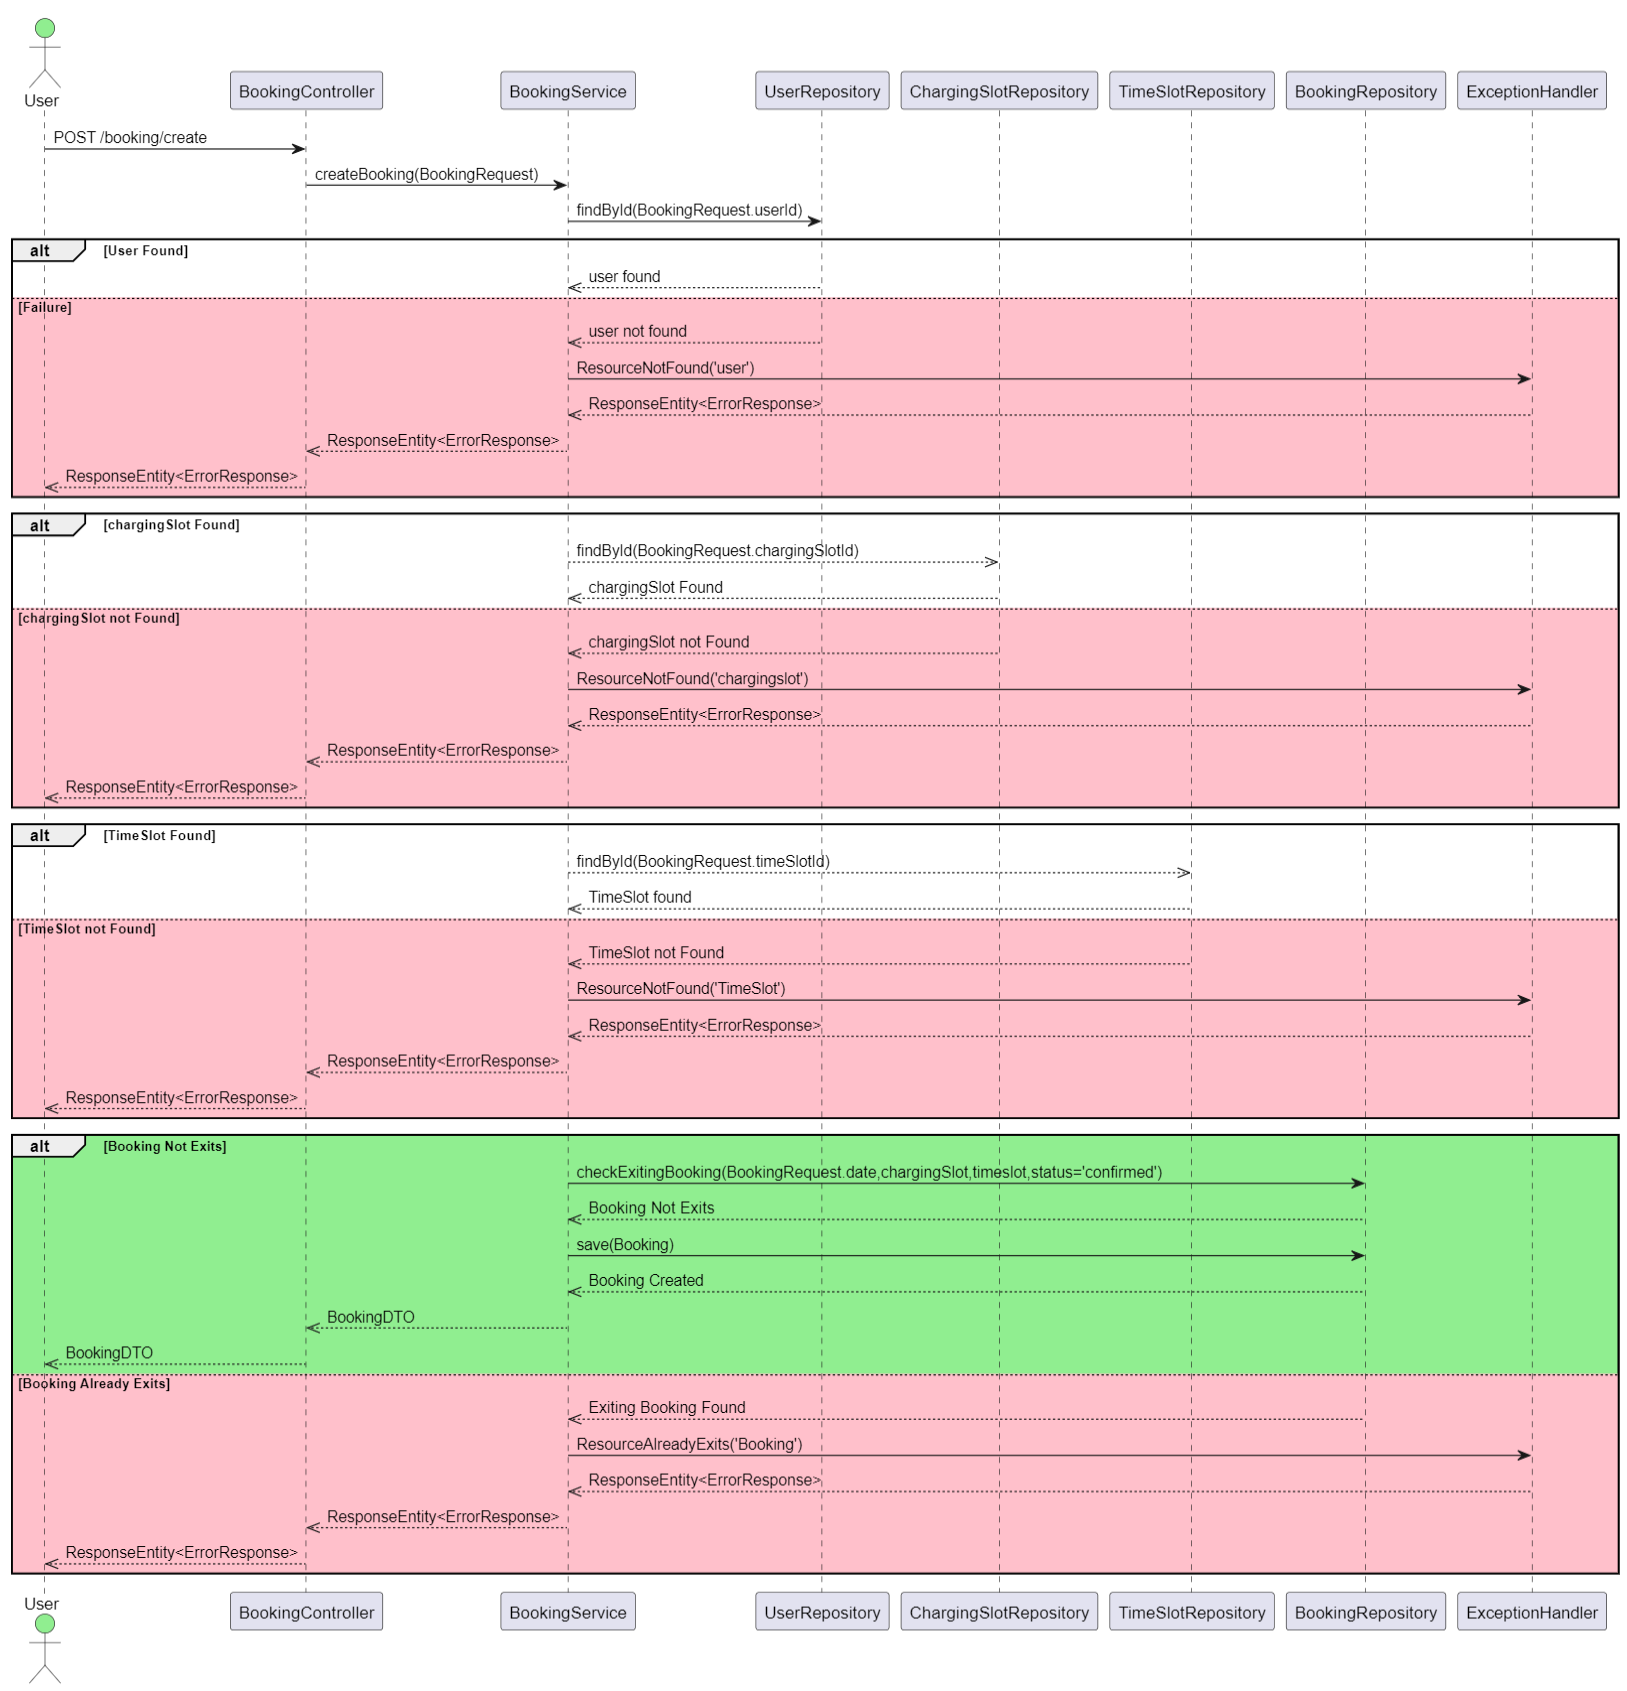 User
BookingController
BookingService
UserRepository
ChargingSlotRepository
TimeSlotRepository
BookingRepository
ExceptionHandler
POST /booking/create
createBooking(BookingRequest)
findById(BookingRequest.userId)
alt [User Found]
user found
[Failure]
user not found
ResourceNotFound('user')
ResponseEntity<ErrorResponse>
ResponseEntity<ErrorResponse>
ResponseEntity<ErrorResponse>
alt [chargingSlot Found]
findById(BookingRequest.chargingSlotId)
chargingSlot Found
[chargingSlot not Found]
chargingSlot not Found
ResourceNotFound('chargingslot')
ResponseEntity<ErrorResponse>
ResponseEntity<ErrorResponse>
ResponseEntity<ErrorResponse>
alt [TimeSlot Found]
findById(BookingRequest.timeSlotId)
TimeSlot found
[TimeSlot not Found]
TimeSlot not Found
ResourceNotFound('TimeSlot')
ResponseEntity<ErrorResponse>
ResponseEntity<ErrorResponse>
ResponseEntity<ErrorResponse>
alt [Booking Not Exits]
checkExitingBooking(BookingRequest.date,chargingSlot,timeslot,status='confirmed')
Booking Not Exits
save(Booking)
Booking Created
BookingDTO
BookingDTO
[Booking Already Exits]
Exiting Booking Found
ResourceAlreadyExits('Booking')
ResponseEntity<ErrorResponse>
ResponseEntity<ErrorResponse>
ResponseEntity<ErrorResponse>
User
BookingController
BookingService
UserRepository
ChargingSlotRepository
TimeSlotRepository
BookingRepository
ExceptionHandler